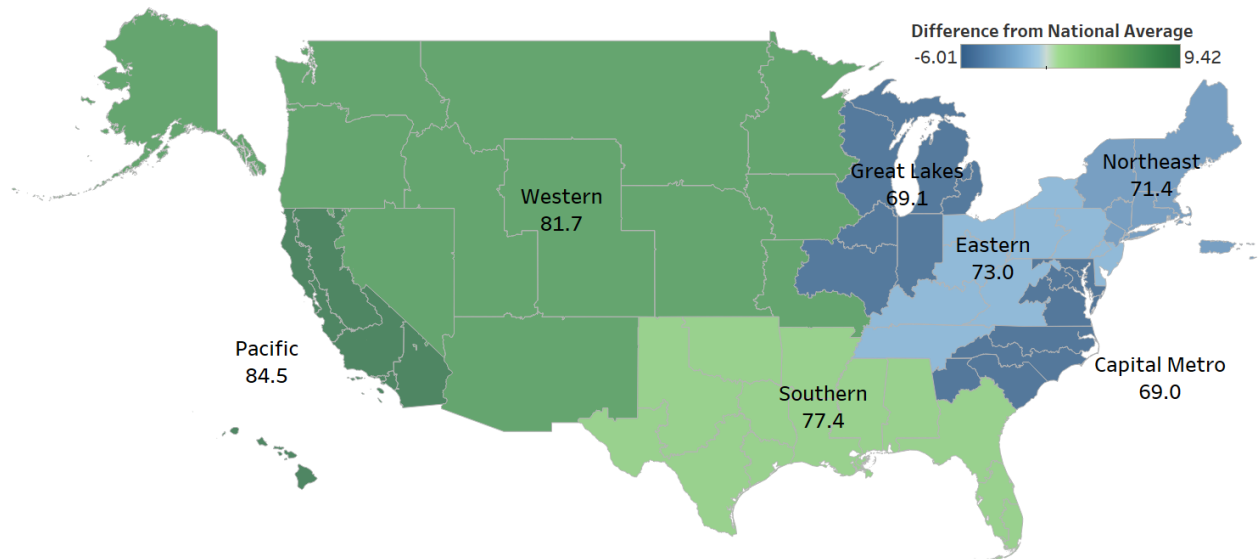 Difference from National Average
-6.01 9.42
Great Lakes
69.1
Northeast
71.4
Western
81.7
Eastern
73.0
Pacific
84.5
Capital Metro
69.0
Southern
77.4